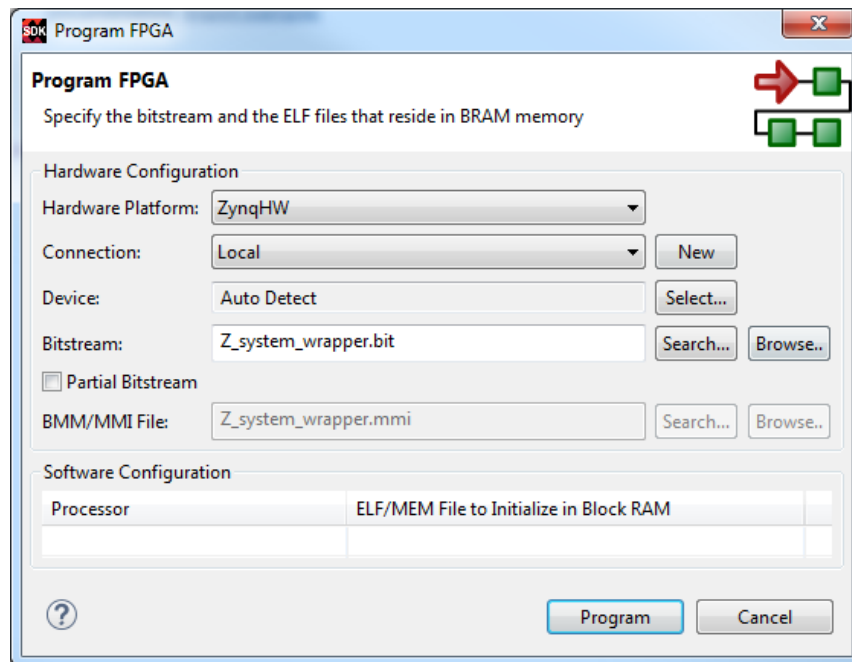 SDK Program FPGA
Program FPGA
Specify the bitstream and the ELF files that reside in BRAM memory
Hardware Configuration
Hardware Platform: ZynqHW
Connection: Local New
Device: Auto Detect Select...
Bitstream: Z_system_wrapper.bit Search... Browse..
Partial Bitstream
BMM/MMI File: Z_system_wrapper.mmi Search... Browse..
Software Configuration
Processor ELF/MEM File to Initialize in Block RAM
? Program Cancel